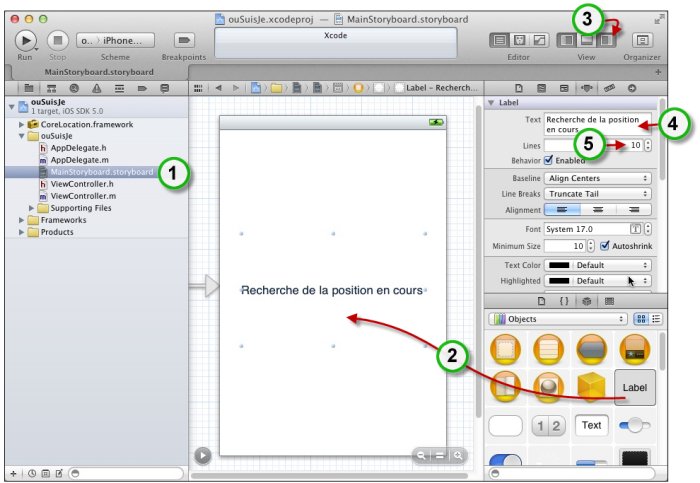 ouSuisJe.xcodeproj — MainStoryboard.storyboard
3
Run
Stop
o.. iPhone...
Scheme
Breakpoints
Xcode
Editor
View
Organizer
MainStoryboard.storyboard
ouSuisJe
1 target, iOS SDK 5.0
CoreLocation.framework
ouSuisJe
h AppDelegate.h
m AppDelegate.m
MainStoryboard.storyboard
1
h ViewController.h
m ViewController.m
Supporting Files
Frameworks
Products
Label - Recherch...
Recherche de la position en cours
2
Label
Text
Recherche de la position
en cours
4
Lines
5
10
Behavior
Enabled
Baseline
Align Centers
Line Breaks
Truncate Tail
Alignment
Font
System 17.0
T
Minimum Size
10
Autoshrink
Text Color
Default
Highlighted
Default
{}
Objects
Label
1 2
Text